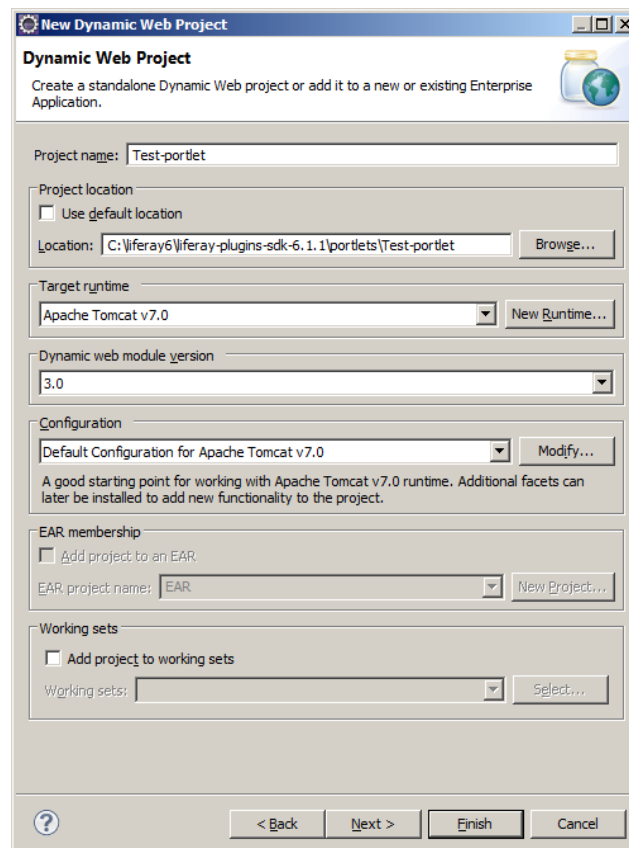 New Dynamic Web Project
Dynamic Web Project
Create a standalone Dynamic Web project or add it to a new or existing Enterprise
Application.
Project name: Test-portlet
Project location
Use default location
Location: C:\liferay6\liferay-plugins-sdk-6.1.1\portlets\Test-portlet Browse...
Target runtime
Apache Tomcat v7.0 New Runtime...
Dynamic web module version
3.0
Configuration
Default Configuration for Apache Tomcat v7.0 Modify...
A good starting point for working with Apache Tomcat v7.0 runtime. Additional facets can
later be installed to add new functionality to the project.
EAR membership
Add project to an EAR
EAR project name: EAR New Project...
Working sets
Add project to working sets
Working sets: Select...
? < Back Next > Finish Cancel